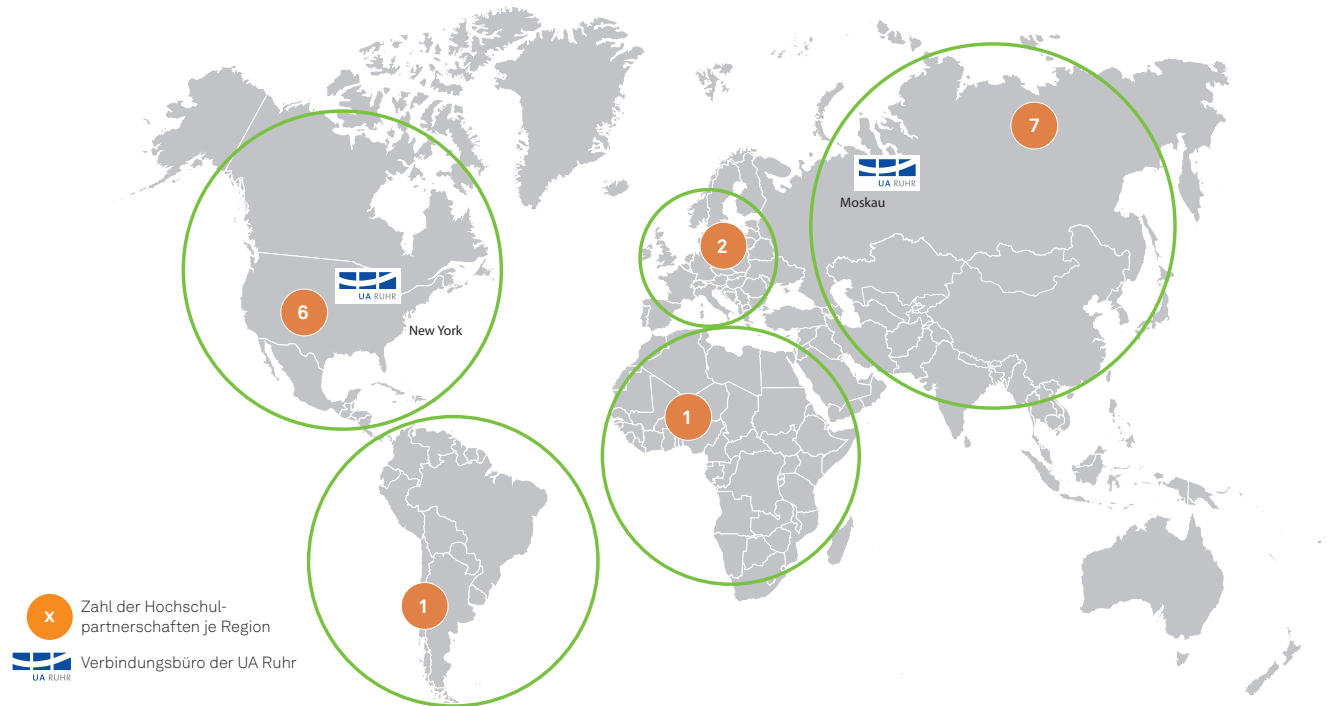 7
UA RUHR
Moskau
2
UA RUHR
6
New York
1
1
x
Zahl der Hochschul-
partnerschaften je Region
UA RUHR
Verbindungsbüro der UA Ruhr